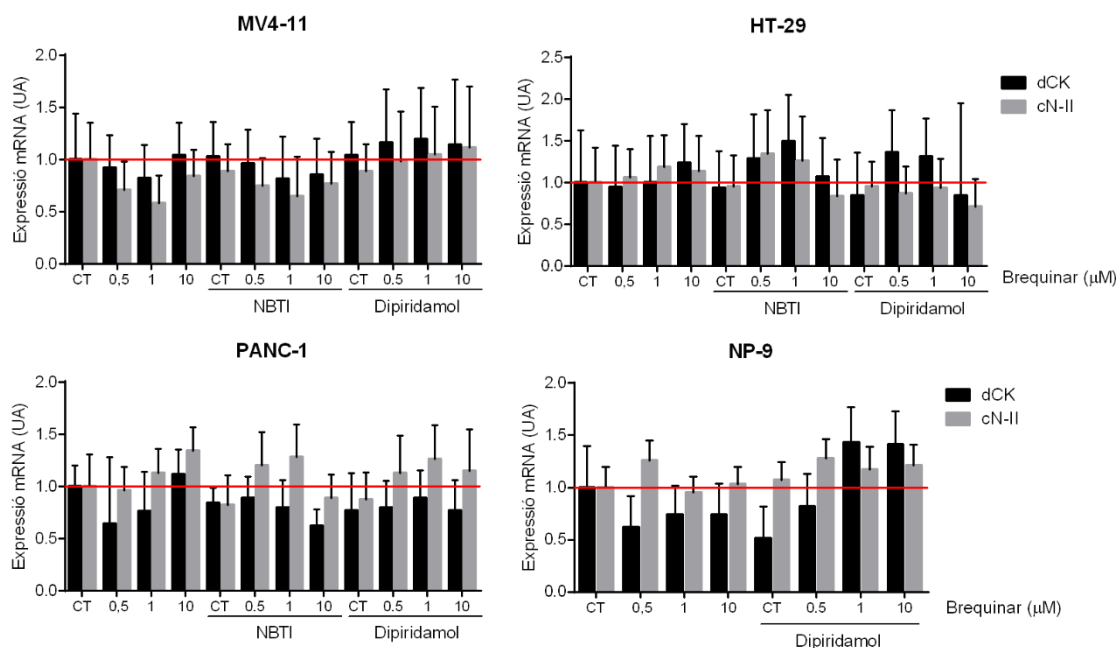 MV4-11
Expressió mRNA (UA)
2.0
1.5
1.0
0.5
0.0
CT 0,5 1 10 CT 0.5 1 10 CT 0.5 1 10
NBTI Dipiridamol
HT-29
Expressió mRNA (UA)
2.5
2.0
1.5
1.0
0.5
0.0
CT 0,5 1 10 CT 0.5 1 10 CT 0.5 1 10
Brequinar (μM)
NBTI Dipiridamol
dCK
cN-II
PANC-1
Expressió mRNA (UA)
2.0
1.5
1.0
0.5
0.0
CT 0,5 1 10 CT 0.5 1 10 CT 0.5 1 10
NBTI Dipiridamol
NP-9
Expressió mRNA (UA)
2.0
1.5
1.0
0.5
0.0
CT 0,5 1 10 CT 0.5 1 10
Brequinar (μM)
Dipiridamol
dCK
cN-II